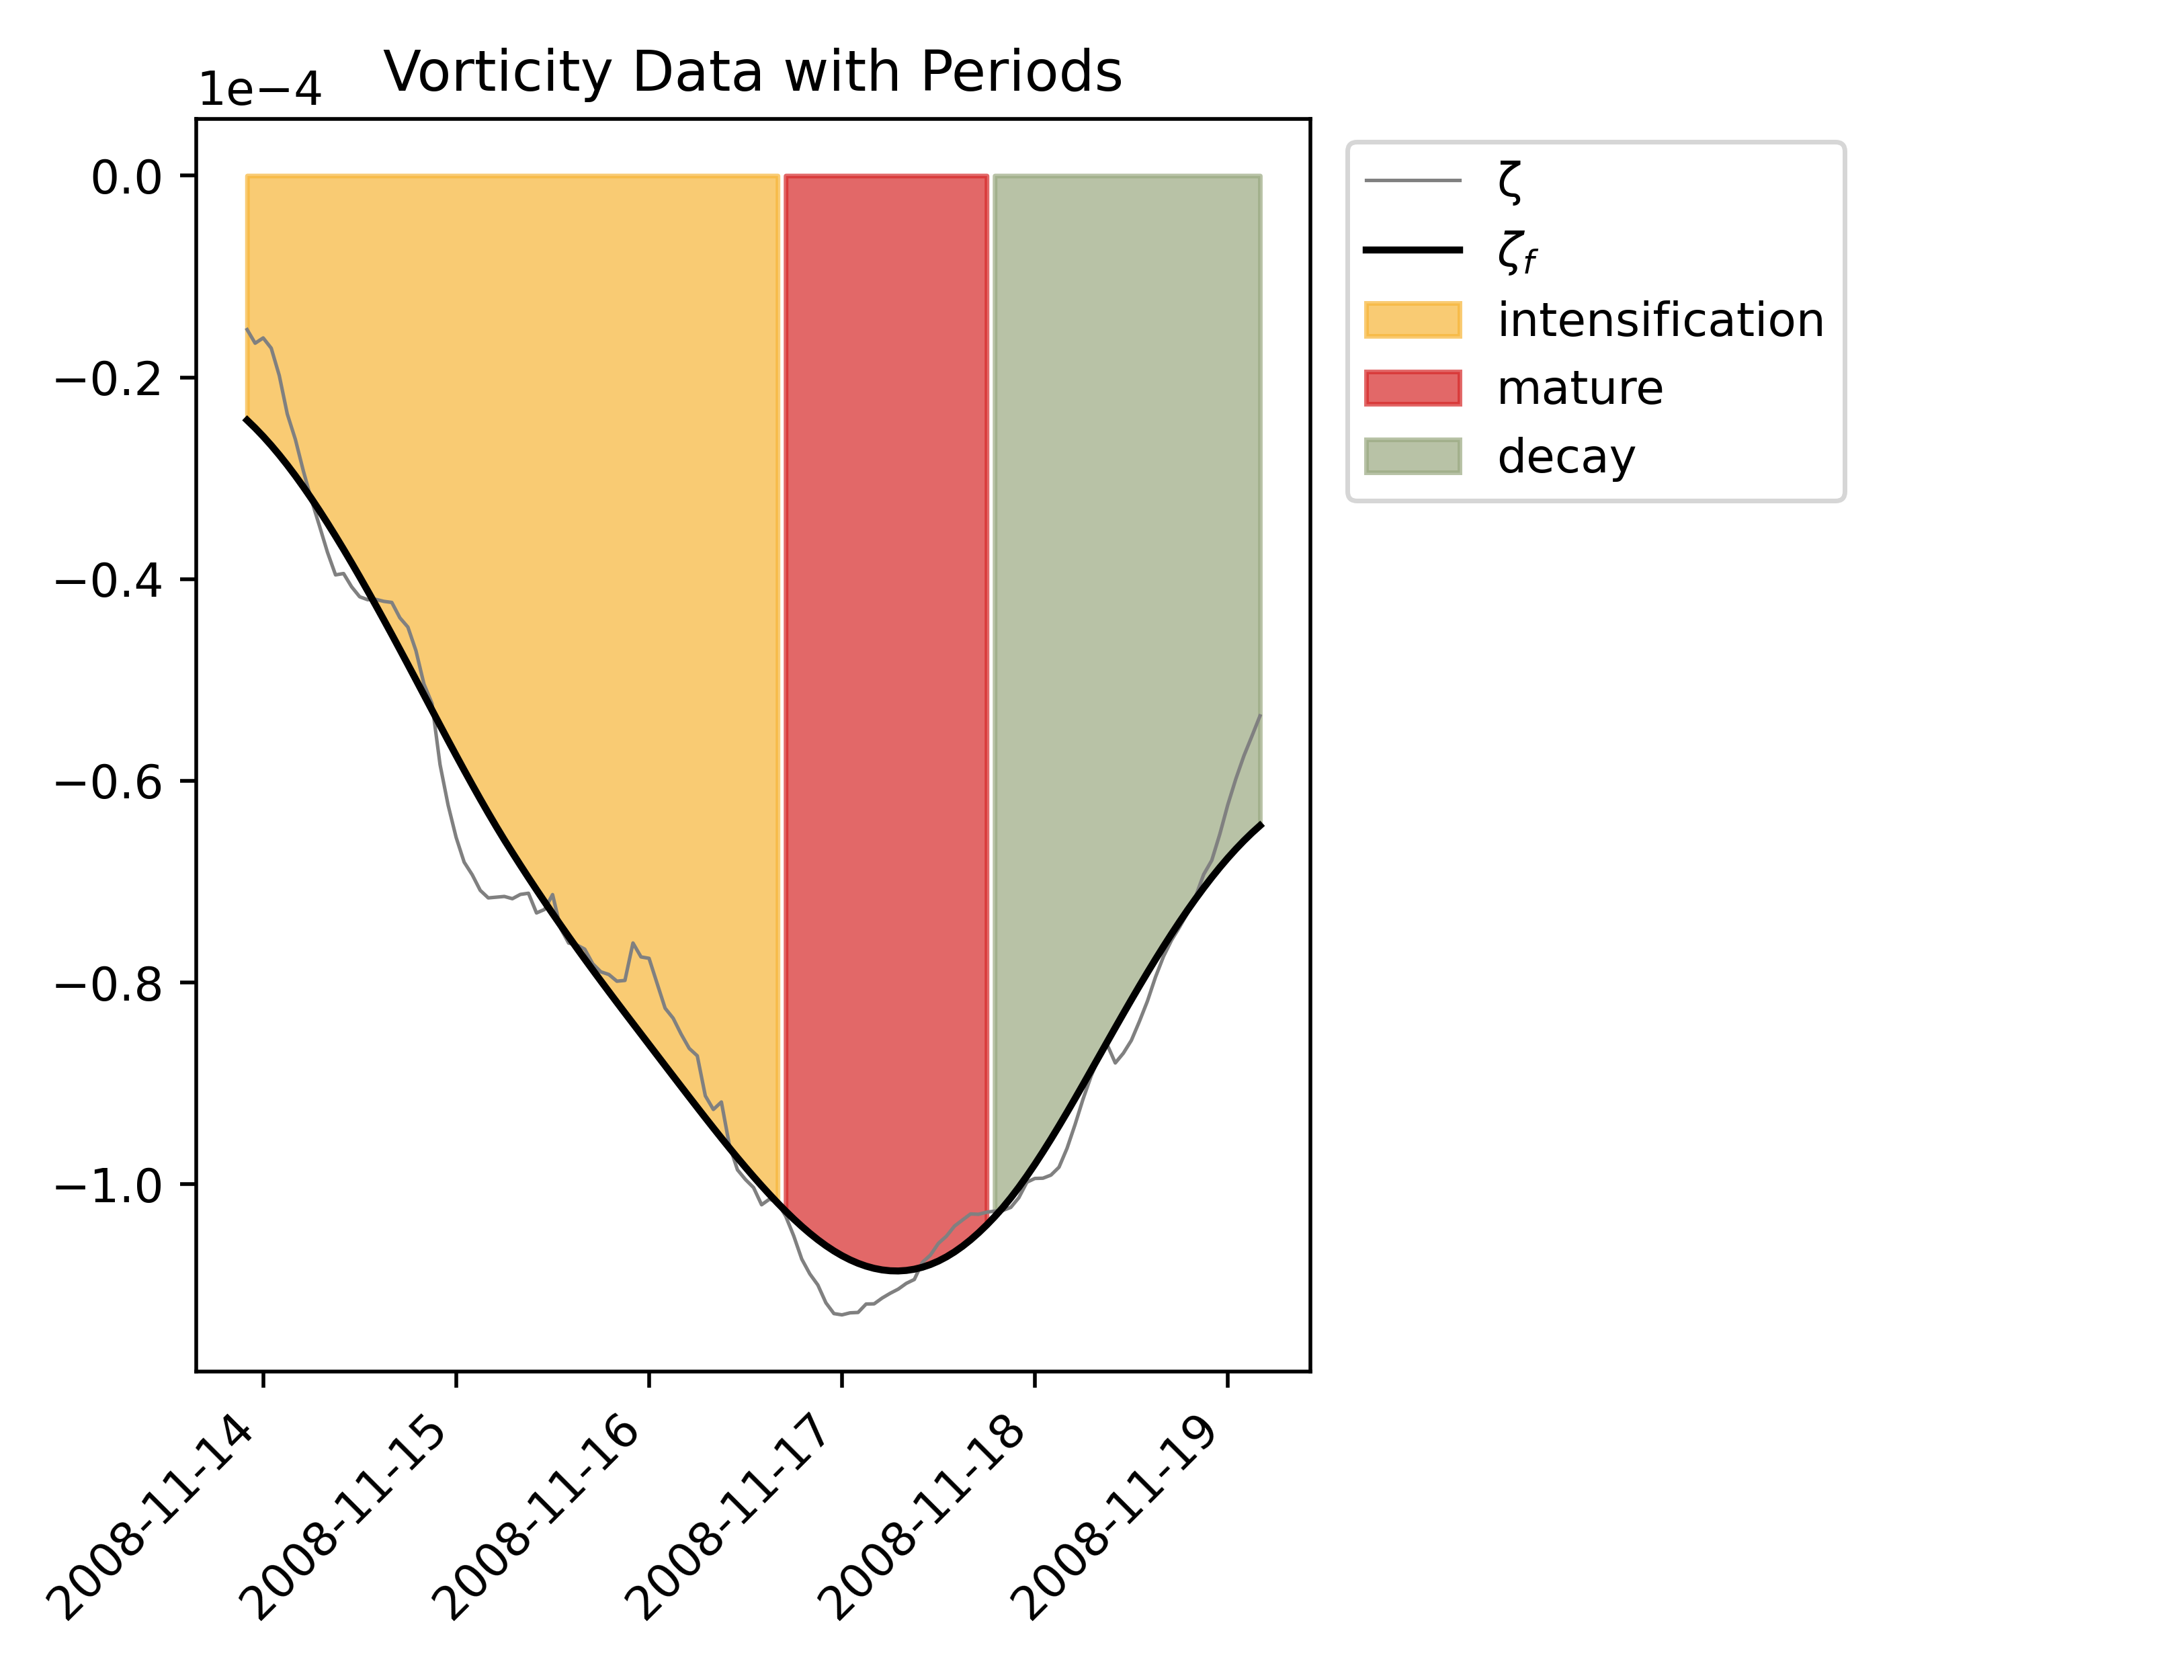 Vorticity Data with Periods
1e−4
0.0
−0.2
−0.4
−0.6
−0.8
−1.0
2008-11-14
2008-11-15
2008-11-16
2008-11-17
2008-11-18
2008-11-19
ζ
ζf
intensification
mature
decay